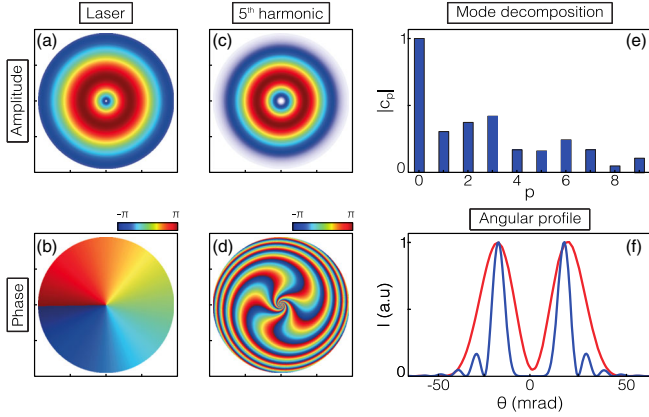 Laser
5th harmonic
Mode decomposition
Amplitude
(a)
(c)
(e)
1
|cp|
0
0 2 4 6 8
p
-π π
-π π
Angular profile
Phase
(b)
(d)
(f)
1
I (a.u)
0
-50 0 50
θ (mrad)